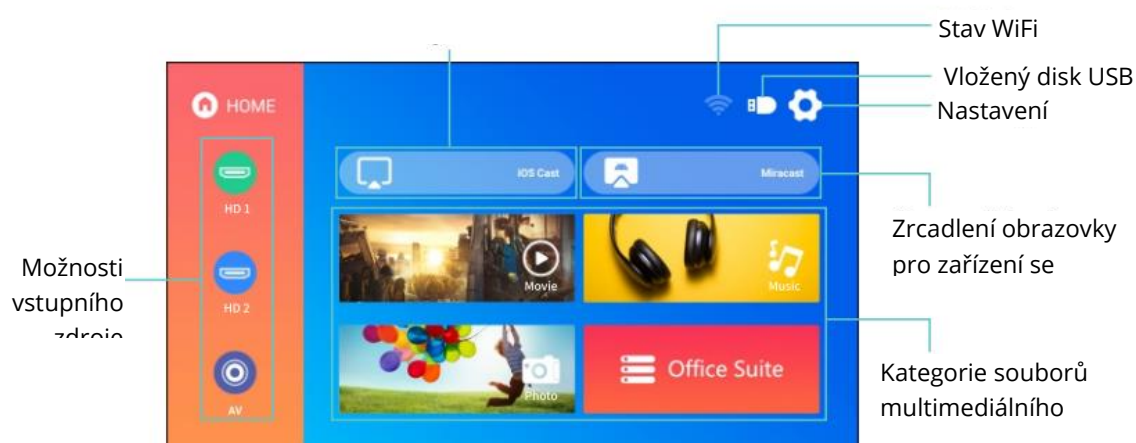 Stav WiFi
Vložený disk USB
Nastavení
HOME
iOS Cast
Miracast
HD 1
Zrcadlení obrazovky
pro zařízení se
Možnosti
vstupního
zdroje
Movie
Music
HD 2
Office Suite
Photo
AV
Kategorie souborů
multimediálního